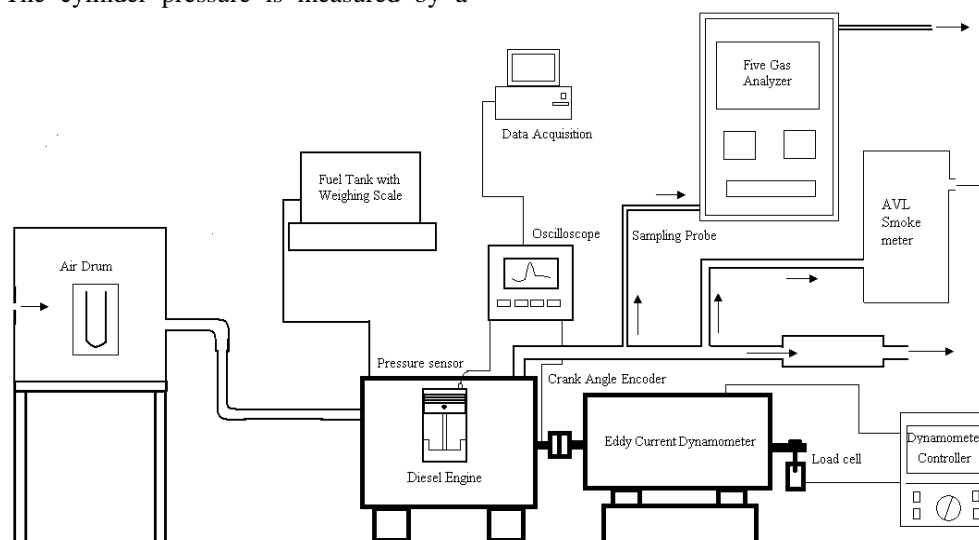 The cylinder pressure is measured by a
Five Gas
Analyzer
Data Acquisition
Fuel Tank with
Weighing Scale
AVL
Smoke
meter
Sampling Probe
Oscilloscope
Air Drum
Pressure sensor
Crank Angle Encoder
Eddy Current Dynamometer
Dynamomete
Controller
Load cell
Diesel Engine